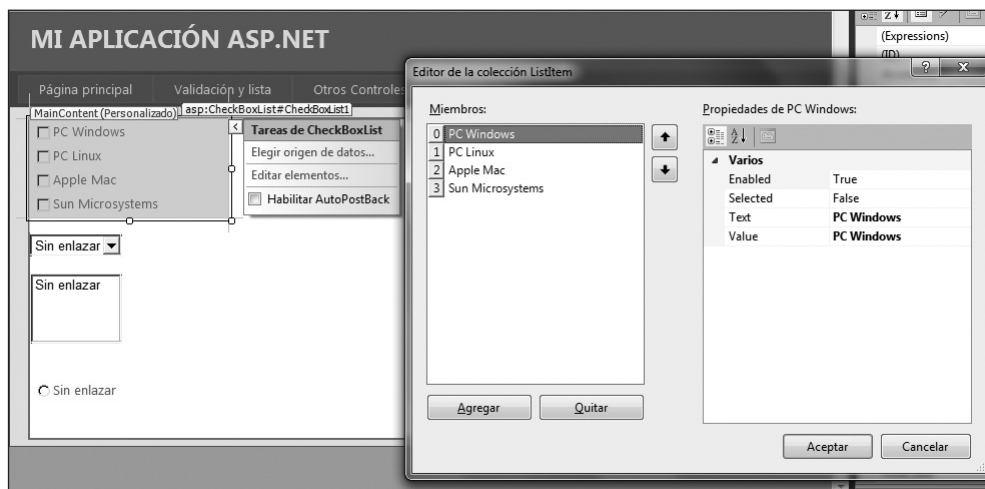 MI APLICACIÓN ASP.NET
Página principal Validación y lista Otros Controles
MainContent (Personalizado) asp:CheckBoxList#CheckBoxList1
PC Windows
PC Linux
Apple Mac
Sun Microsystems
< Tareas de CheckBoxList
Elegir origen de datos...
Editar elementos...
Habilitar AutoPostBack
Sin enlazar
Sin enlazar
Sin enlazar
(Expressions)
(ID)
Editor de la colección ListItem
? X
Miembros:
0 PC Windows
1 PC Linux
2 Apple Mac
3 Sun Microsystems
Agregar Quitar
Propiedades de PC Windows:
Varios
Enabled True
Selected False
Text PC Windows
Value PC Windows
Aceptar Cancelar